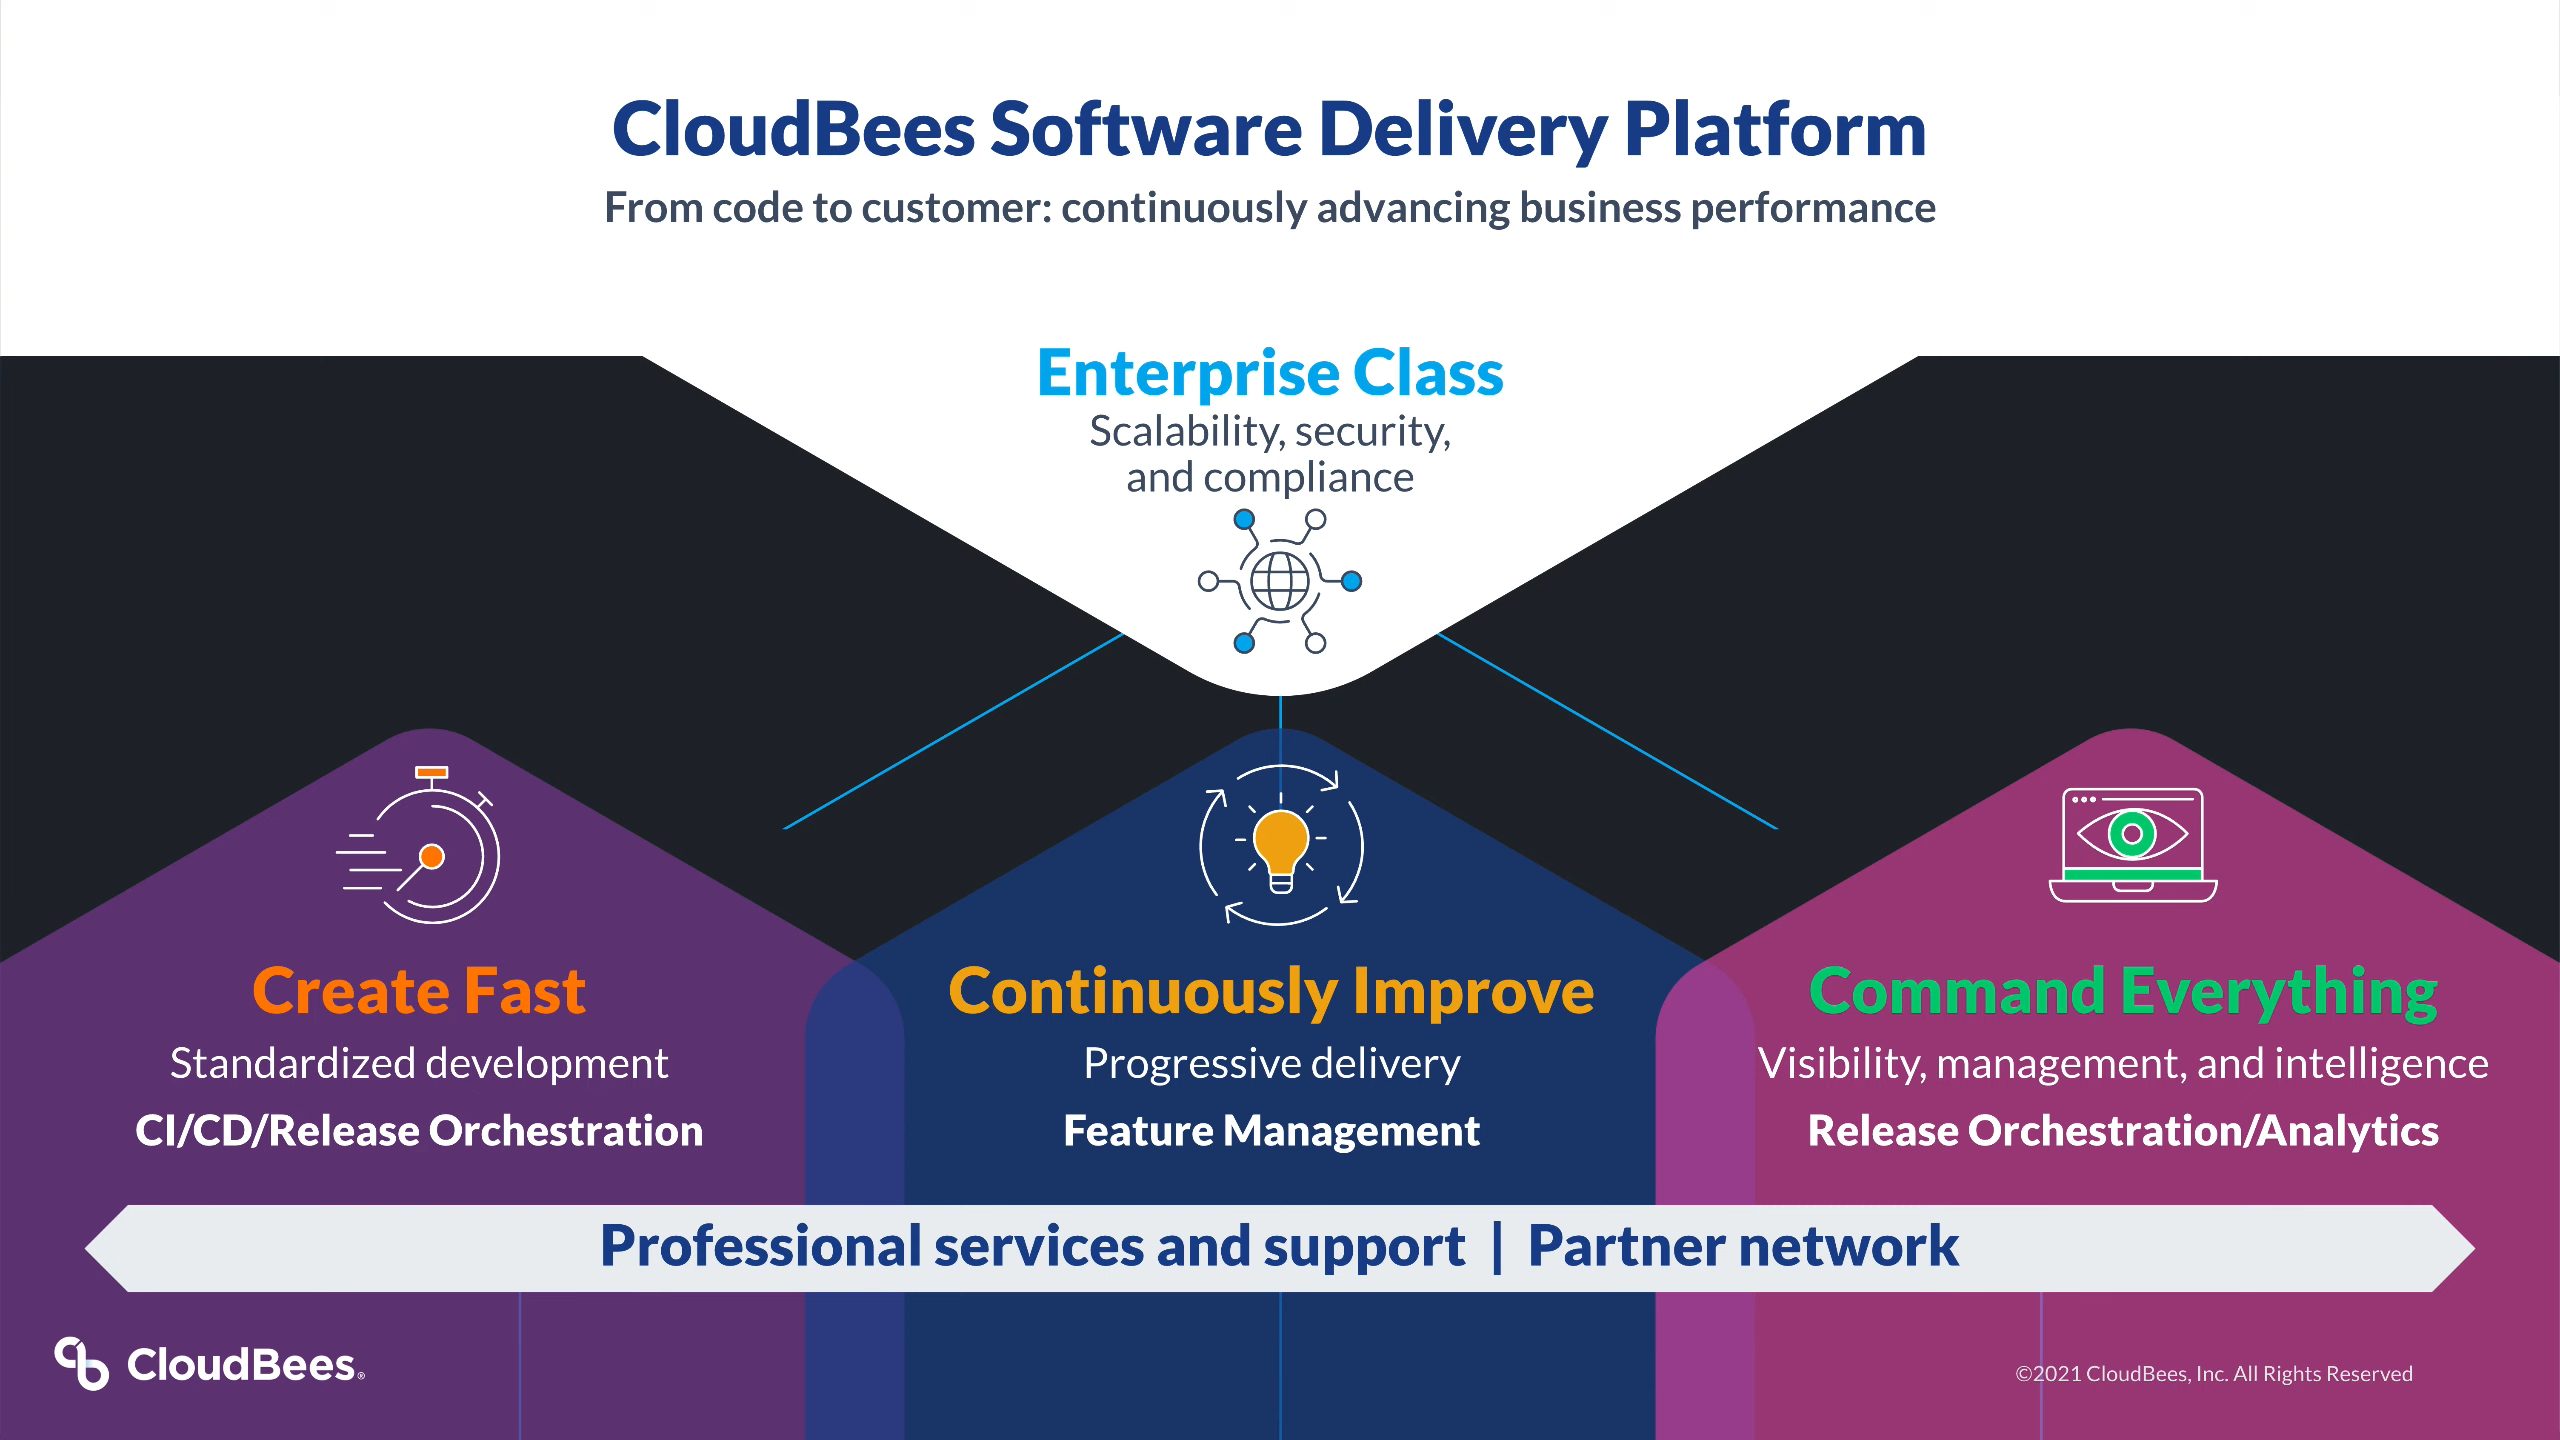 CloudBees Software Delivery Platform
From code to customer: continuously advancing business performance
Enterprise Class
Scalability, security,
and compliance
Create Fast
Standardized development
CI/CD/Release Orchestration
Continuously Improve
Progressive delivery
Feature Management
Command Everything
Visibility, management, and intelligence
Release Orchestration/Analytics
Professional services and support | Partner network
CloudBees®
©2021 CloudBees, Inc. All Rights Reserved